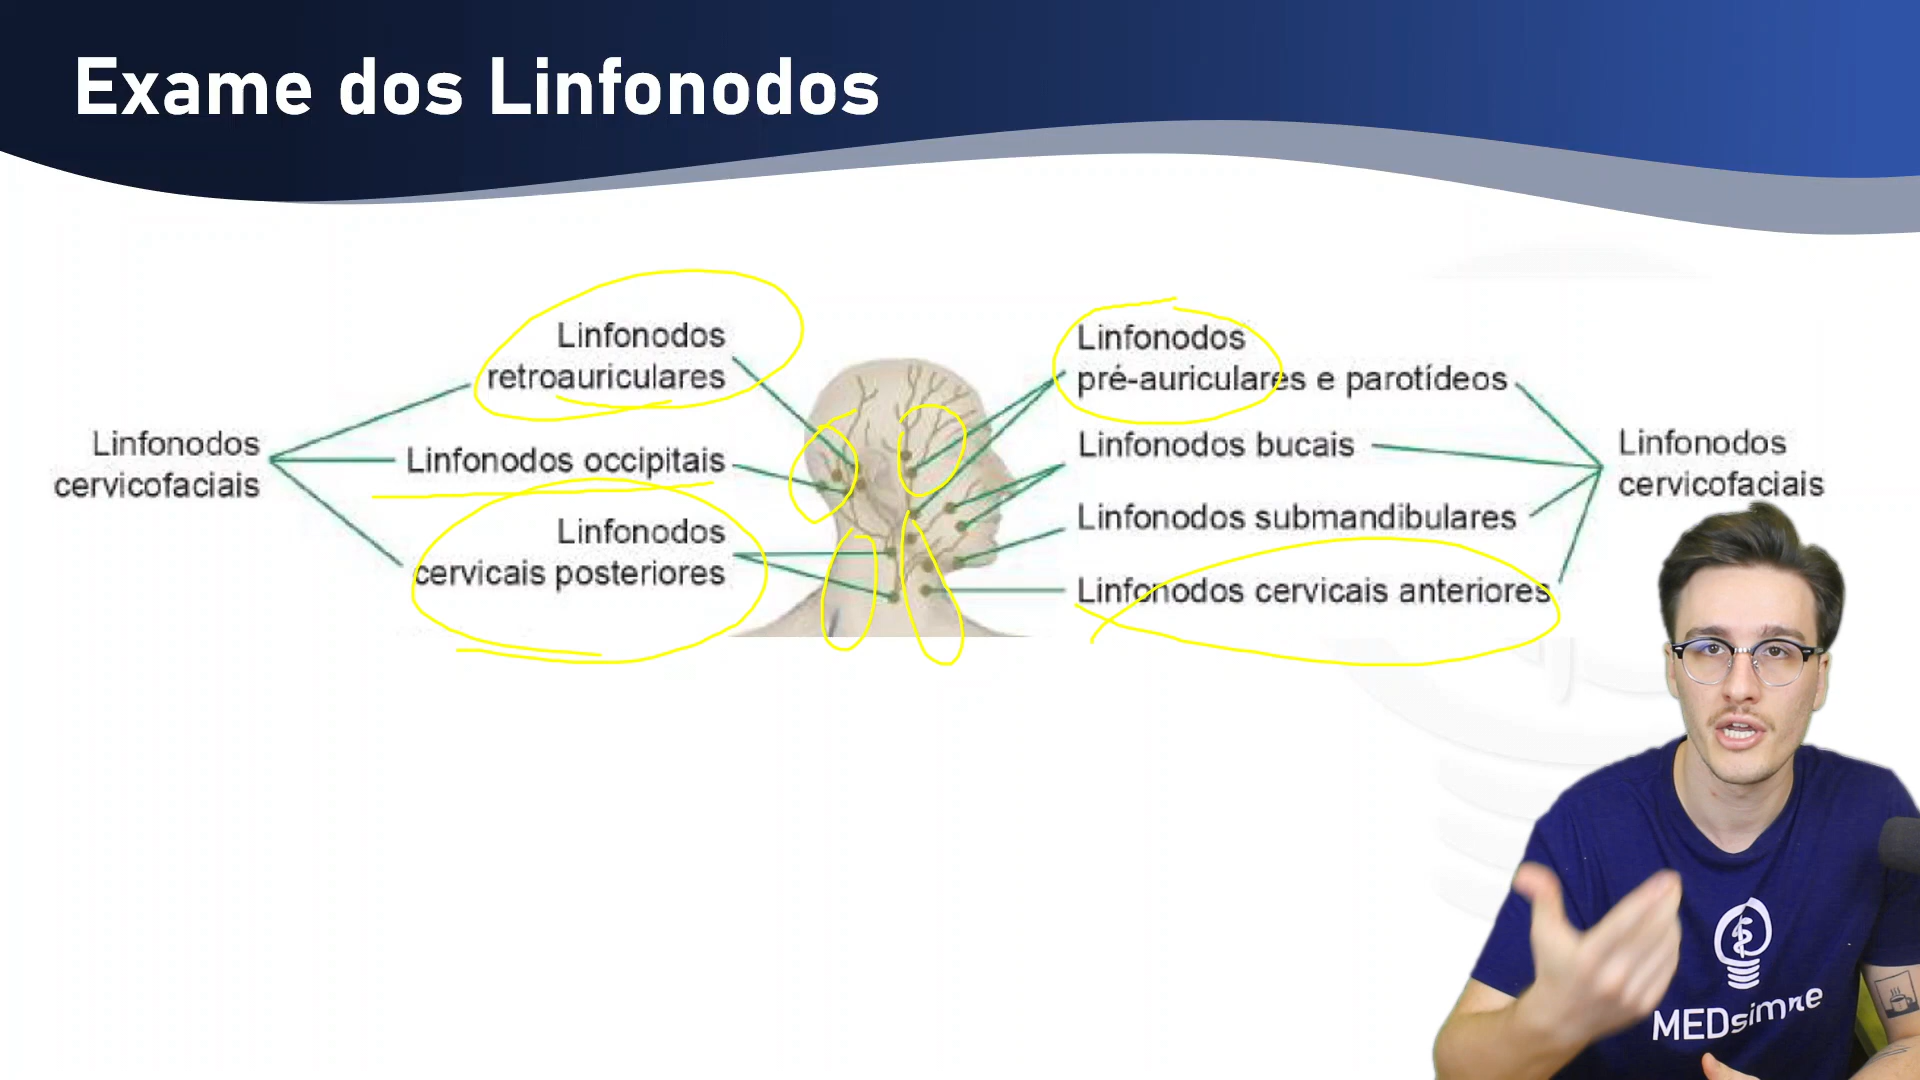 Exame dos Linfonodos
Linfonodos
cervicofaciais
Linfonodos
retroauriculares
Linfonodos occipitais
Linfonodos
cervicais posteriores
Linfonodos
pré-auriculares e parotídeos
Linfonodos bucais
Linfonodos submandibulares
Linfonodos cervicais anteriores
Linfonodos
cervicofaciais